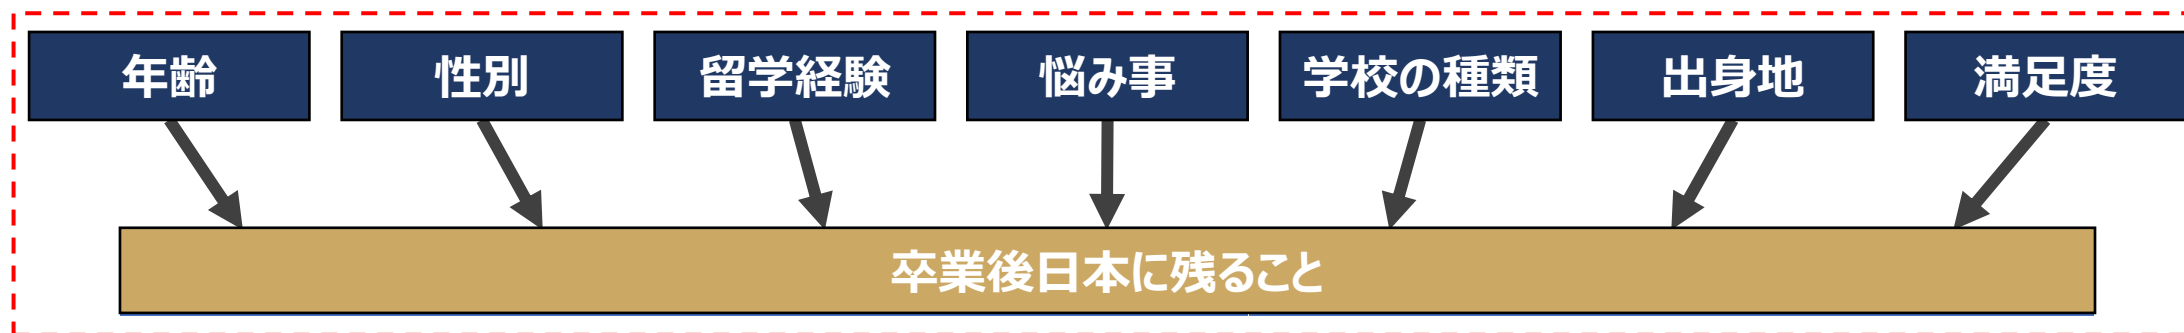 年齢
性別
留学経験
悩み事
学校の種類
出身地
満足度
卒業後日本に残ること